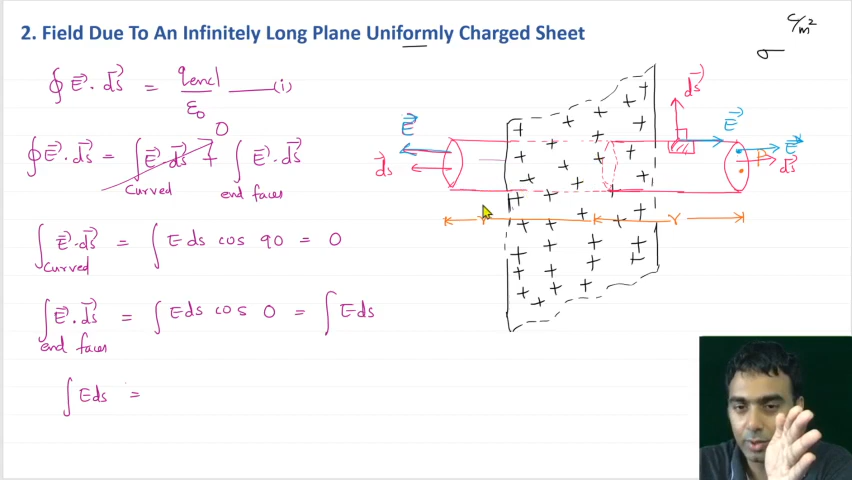 2. Field Due To An Infinitely Long Plane Uniformly Charged Sheet
C/m²
σ
∮ E⃗ · ds⃗ = qencl / ε₀ —— (i)
∮ E⃗ · ds⃗ = ∫ E⃗ · ds⃗ + ∫ E⃗ · ds⃗
0
Curved end faces
∫ E⃗ · ds⃗ = ∫ E ds cos 90 = 0
Curved
∫ E⃗ · ds⃗ = ∫ E ds cos 0 = ∫ E ds
end faces
∫ E ds =
ds⃗
E⃗
E⃗
P
E⃗
ds⃗
ds⃗
r